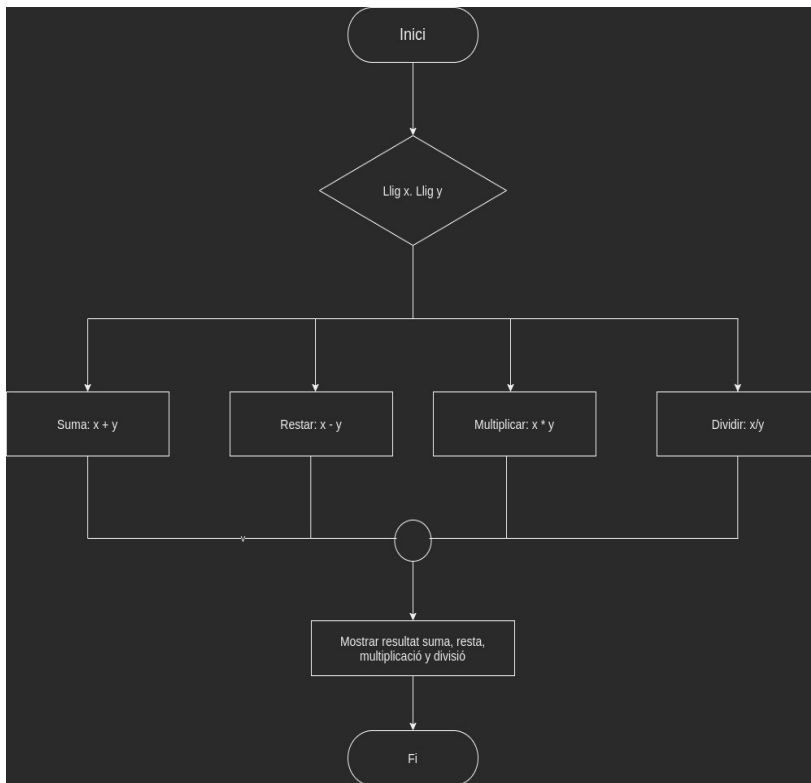 Inici
Llig x. Llig y
Suma: x + y
Restar: x - y
Multiplicar: x * y
Dividir: x/y
Mostrar resultat suma, resta,
multiplicació y divisió
Fi